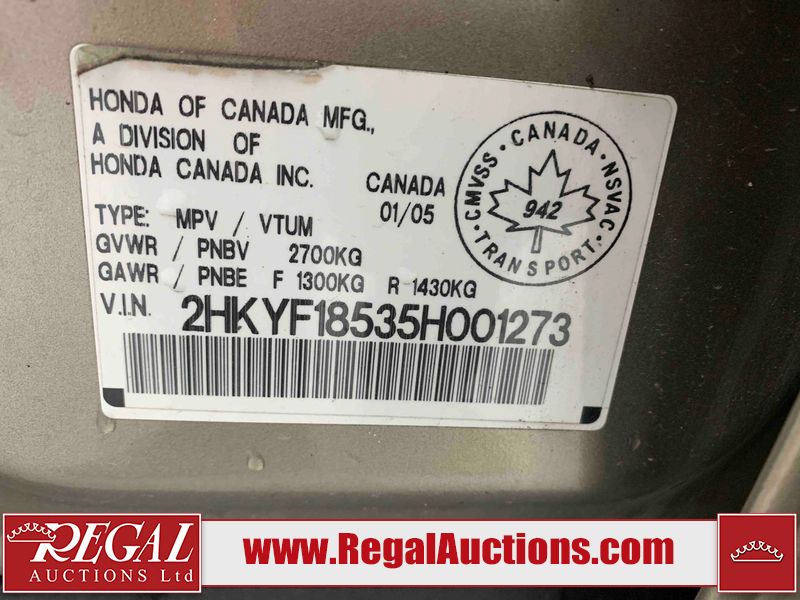 HONDA OF CANADA MFG.,
A DIVISION OF
HONDA CANADA INC.
CANADA
01/05
TYPE: MPV / VTUM
GVWR / PNBV 2700KG
GAWR / PNBE F 1300KG R 1430KG
V.I.N. 2HKYF18535H001273
CMVSS · CANADA · NSVAC · TRANSPORT ·
942
REGAL
AUCTIONS Ltd
www.RegalAuctions.com